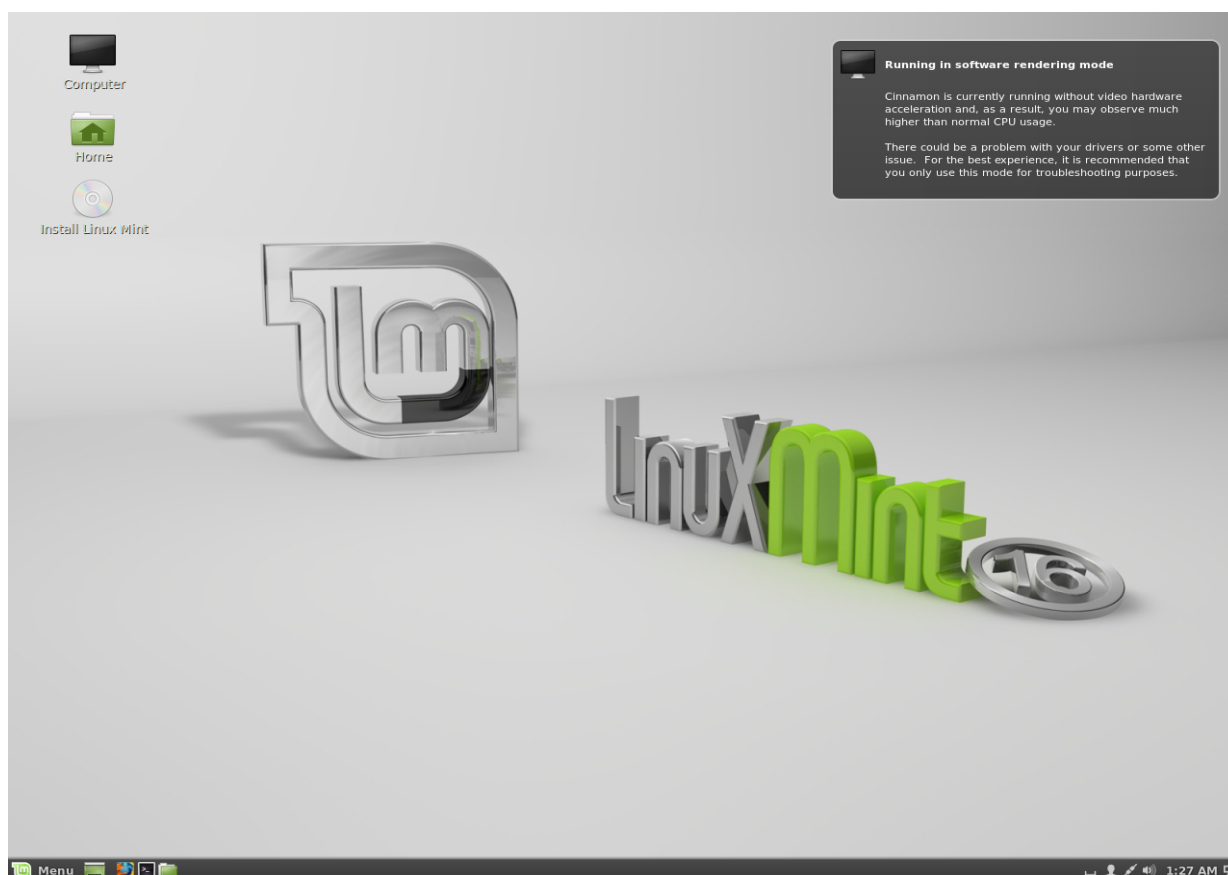 Computer
Home
Install Linux Mint
Running in software rendering mode
Cinnamon is currently running without video hardware
acceleration and, as a result, you may observe much
higher than normal CPU usage.
There could be a problem with your drivers or some other
issue.  For the best experience, it is recommended that
you only use this mode for troubleshooting purposes.
lm
LinuxMint 16
Menu
1:27 AM